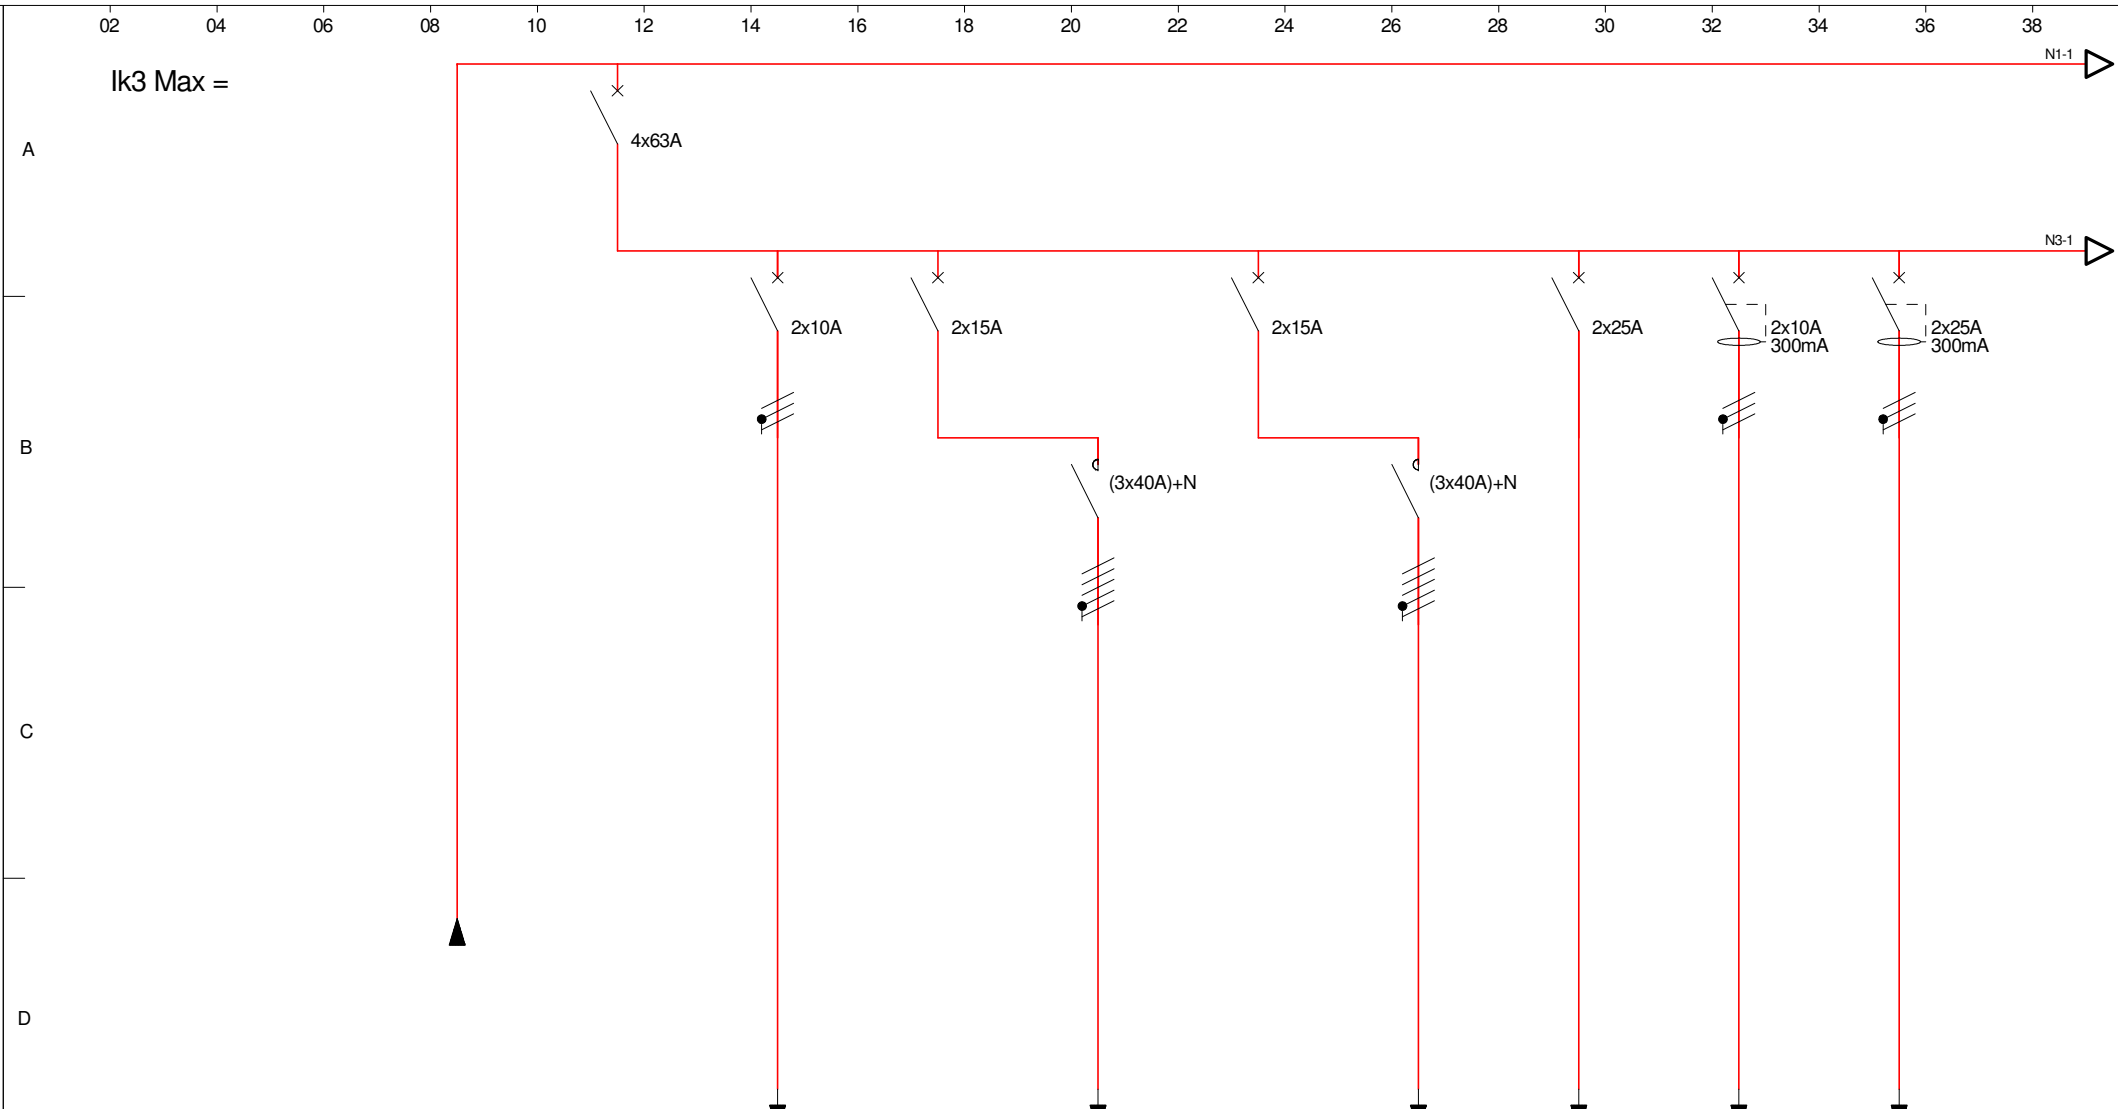 02 04 06 08 10 12 14 16 18 20 22 24 26 28 30 32 34 36 38
N1-1
Ik3 Max =
A
4x63A
N3-1
2x10A 2x15A 2x15A 2x25A 2x10A 2x25A
300mA 300mA
B
(3x40A)+N (3x40A)+N
C
D